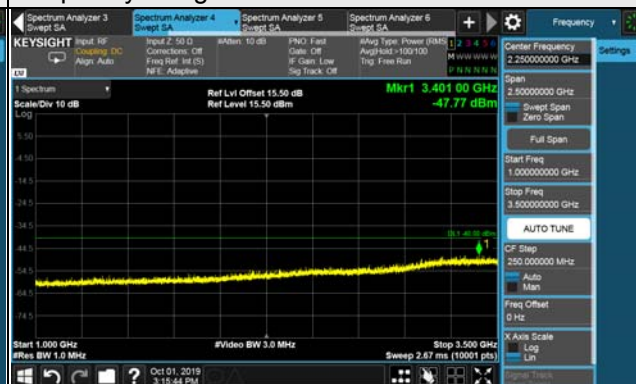 Spectrum Analyzer 3
Swept SA
Spectrum Analyzer 4
Swept SA
Spectrum Analyzer 5
Swept SA
Spectrum Analyzer 6
Swept SA
Frequency
KEYSIGHT
Input: RF
Coupling: DC
Align: Auto
Input Z: 50 Ω
Corrections: Off
Freq Ref: Int (S)
NFE: Adaptive
#Atten: 10 dB
PNO: Fast
Gate: Off
IF Gain: Low
Sig Track: Off
#Avg Type: Power (RMS
Avg|Hold:>100/100
Trig: Free Run
1 2 3 4 5 6
M W W W W W
P N N N N N
LXI
1 Spectrum
Scale/Div 10 dB
Log
Ref Lvl Offset 15.50 dB
Ref Level 15.50 dBm
Mkr1 3.401 00 GHz
-47.77 dBm
5.50
-4.50
-14.5
-24.5
-34.5
-44.5
-54.5
-64.5
-74.5
DL1 -40.00 dBm
1
Start 1.000 GHz
#Res BW 1.0 MHz
#Video BW 3.0 MHz
Stop 3.500 GHz
Sweep 2.67 ms (10001 pts)
Oct 01, 2019
3:15:44 PM
Center Frequency
2.250000000 GHz
Settings
Span
2.50000000 GHz
Swept Span
Zero Span
Full Span
Start Freq
1.000000000 GHz
Stop Freq
3.500000000 GHz
AUTO TUNE
CF Step
250.000000 MHz
Auto
Man
Freq Offset
0 Hz
X Axis Scale
Log
Lin
Signal Track